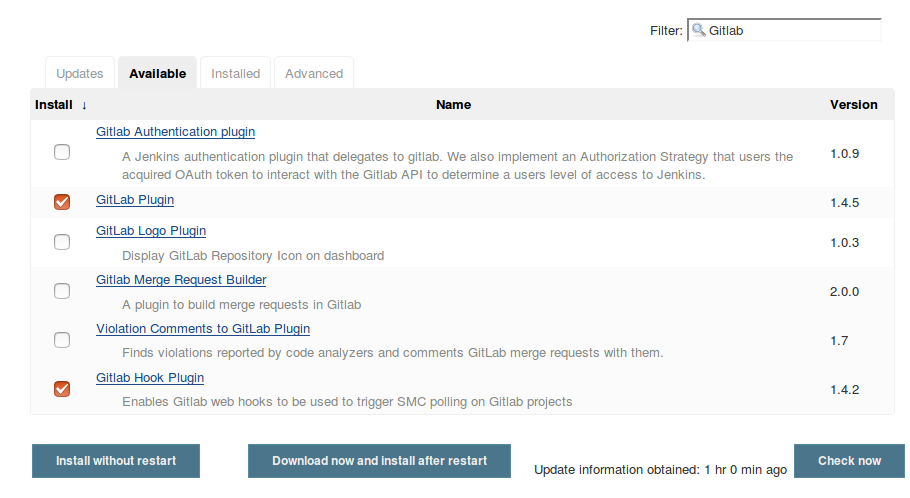 Filter: Gitlab
Updates Available Installed Advanced
Install ↓ Name Version
Gitlab Authentication plugin
A Jenkins authentication plugin that delegates to gitlab. We also implement an Authorization Strategy that users the
acquired OAuth token to interact with the Gitlab API to determine a users level of access to Jenkins.
1.0.9
GitLab Plugin 1.4.5
GitLab Logo Plugin
Display GitLab Repository Icon on dashboard
1.0.3
Gitlab Merge Request Builder
A plugin to build merge requests in Gitlab
2.0.0
Violation Comments to GitLab Plugin
Finds violations reported by code analyzers and comments GitLab merge requests with them.
1.7
Gitlab Hook Plugin
Enables Gitlab web hooks to be used to trigger SMC polling on Gitlab projects
1.4.2
Install without restart Download now and install after restart Update information obtained: 1 hr 0 min ago Check now